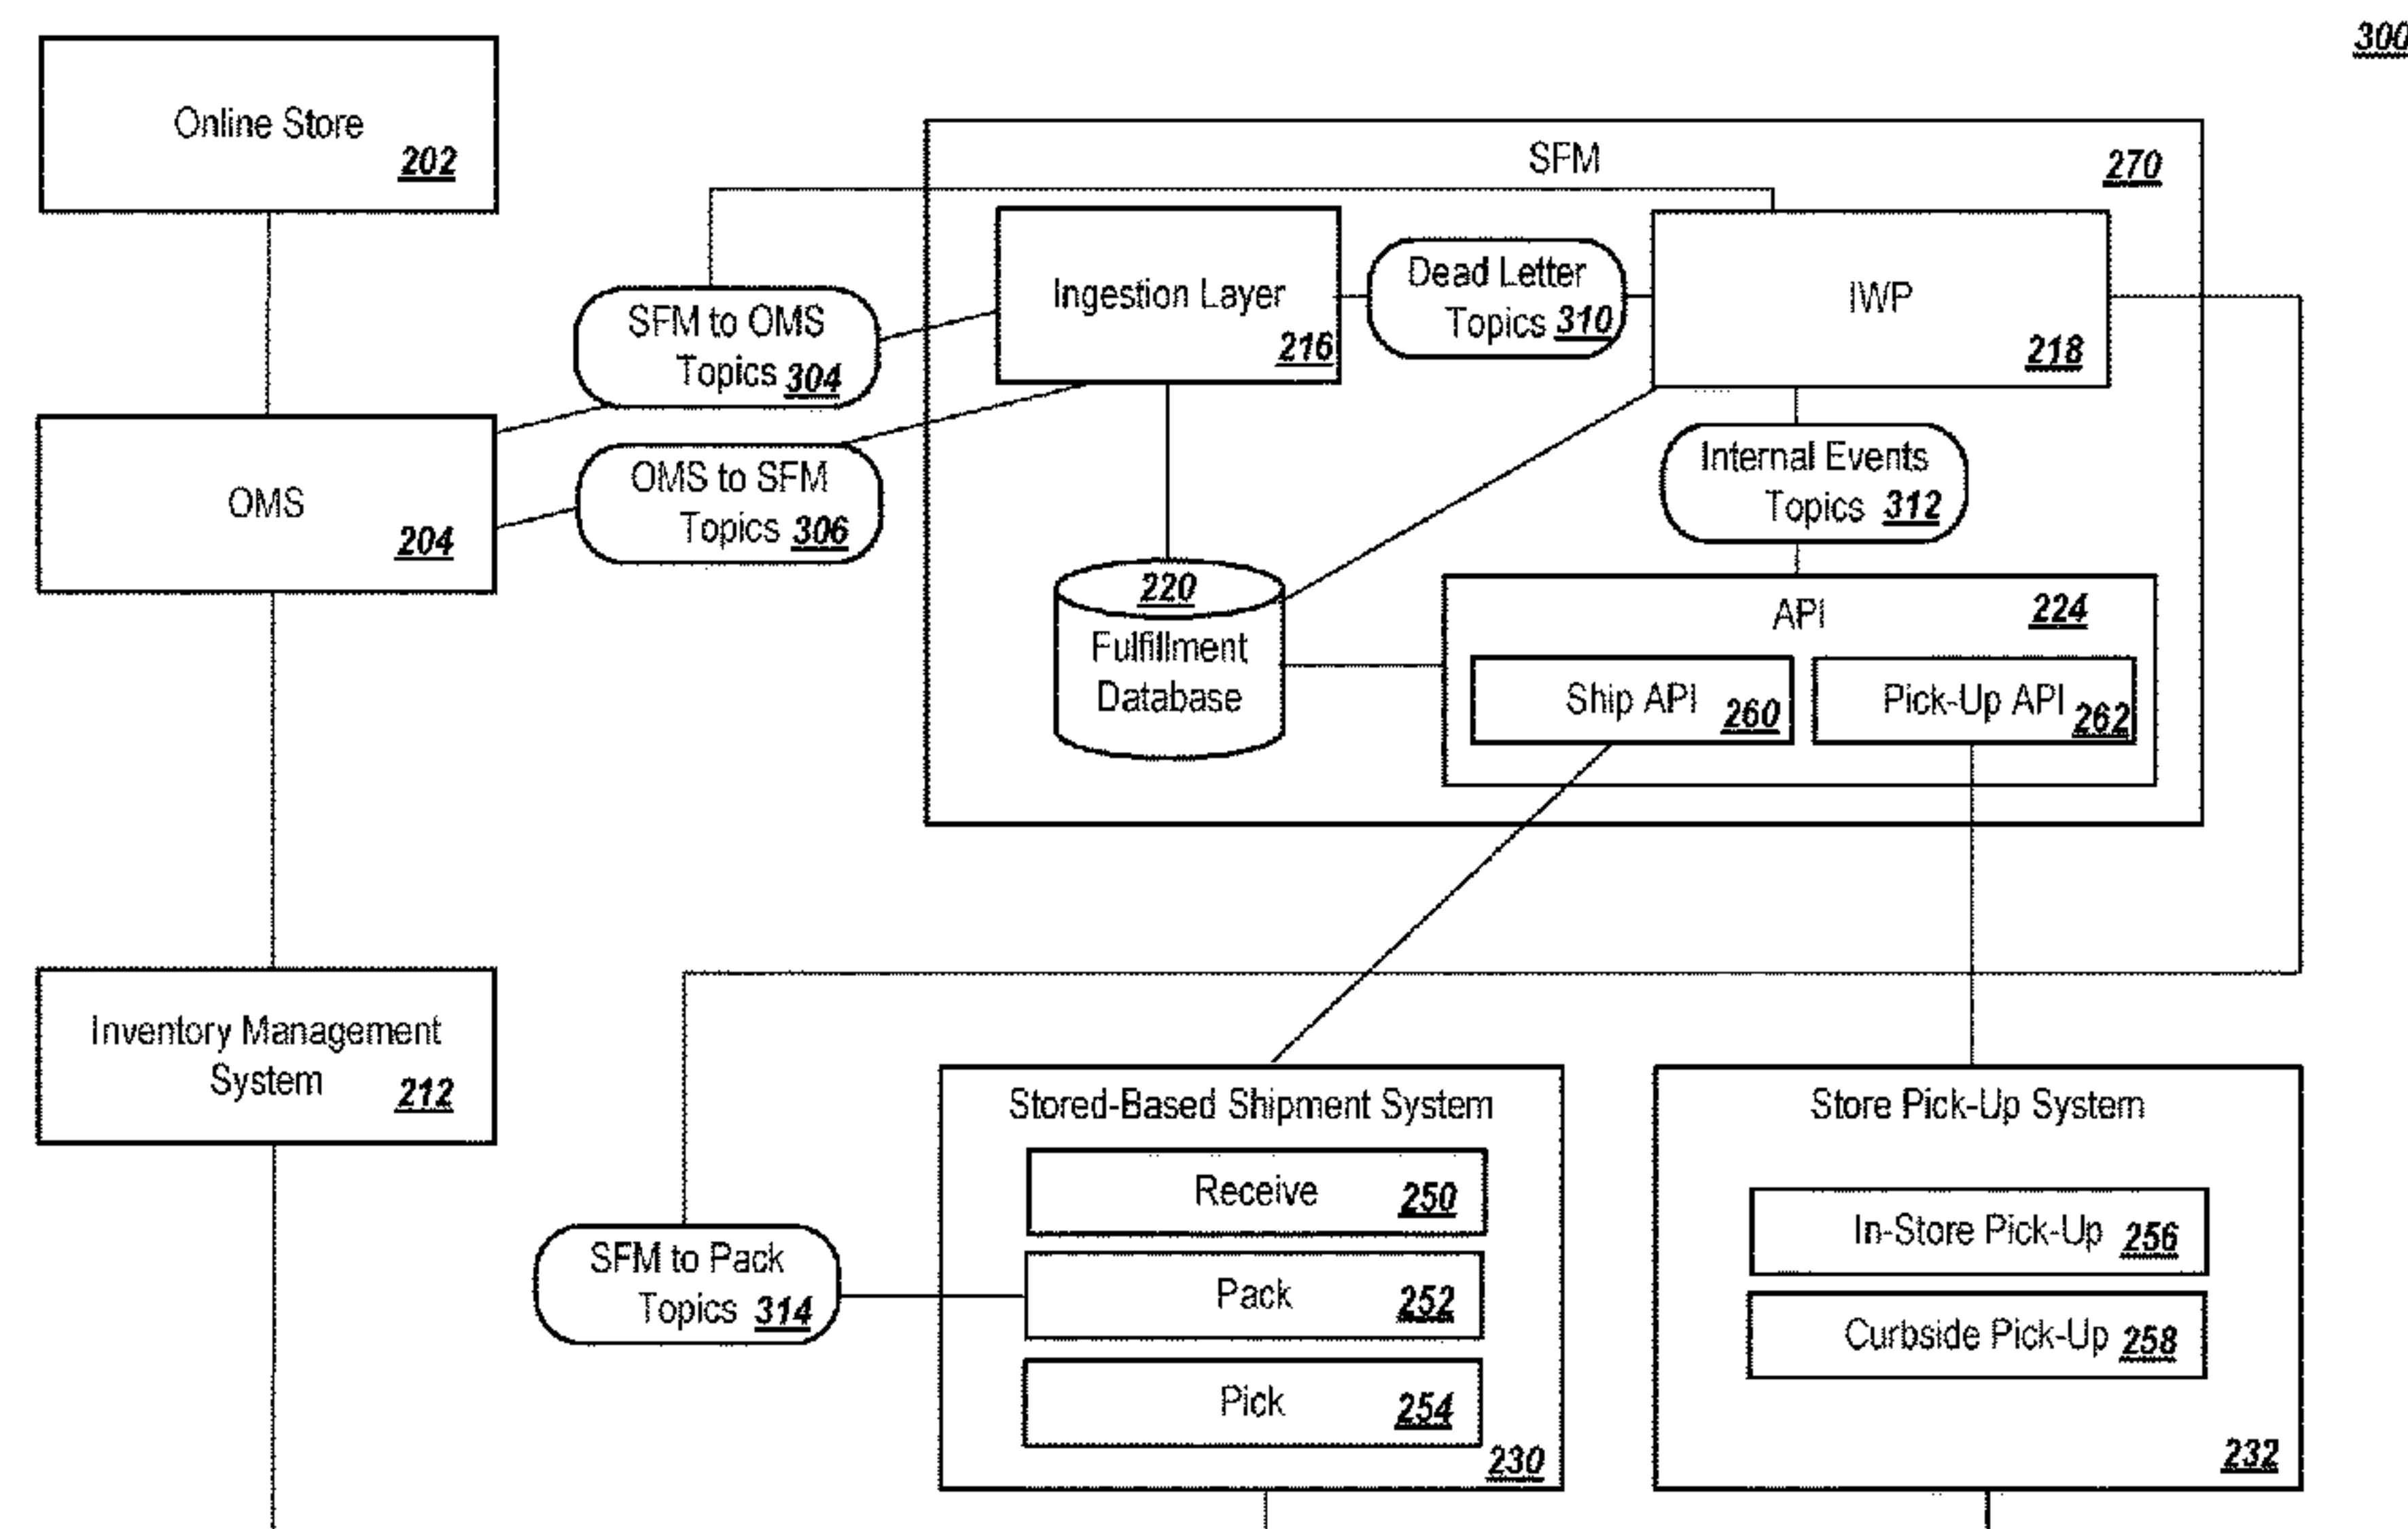 300
Online Store
202
SFM
270
Ingestion Layer
216
Dead Letter
Topics 310
IWP
218
SFM to OMS
Topics 304
OMS
204
OMS to SFM
Topics 306
Internal Events
Topics 312
220
Fulfillment
Database
API
224
Ship API 260
Pick-Up API 262
Inventory Management
System 212
Stored-Based Shipment System
Receive 250
Pack 252
Pick 254
230
SFM to Pack
Topics 314
Store Pick-Up System
In-Store Pick-Up 256
Curbside Pick-Up 258
232